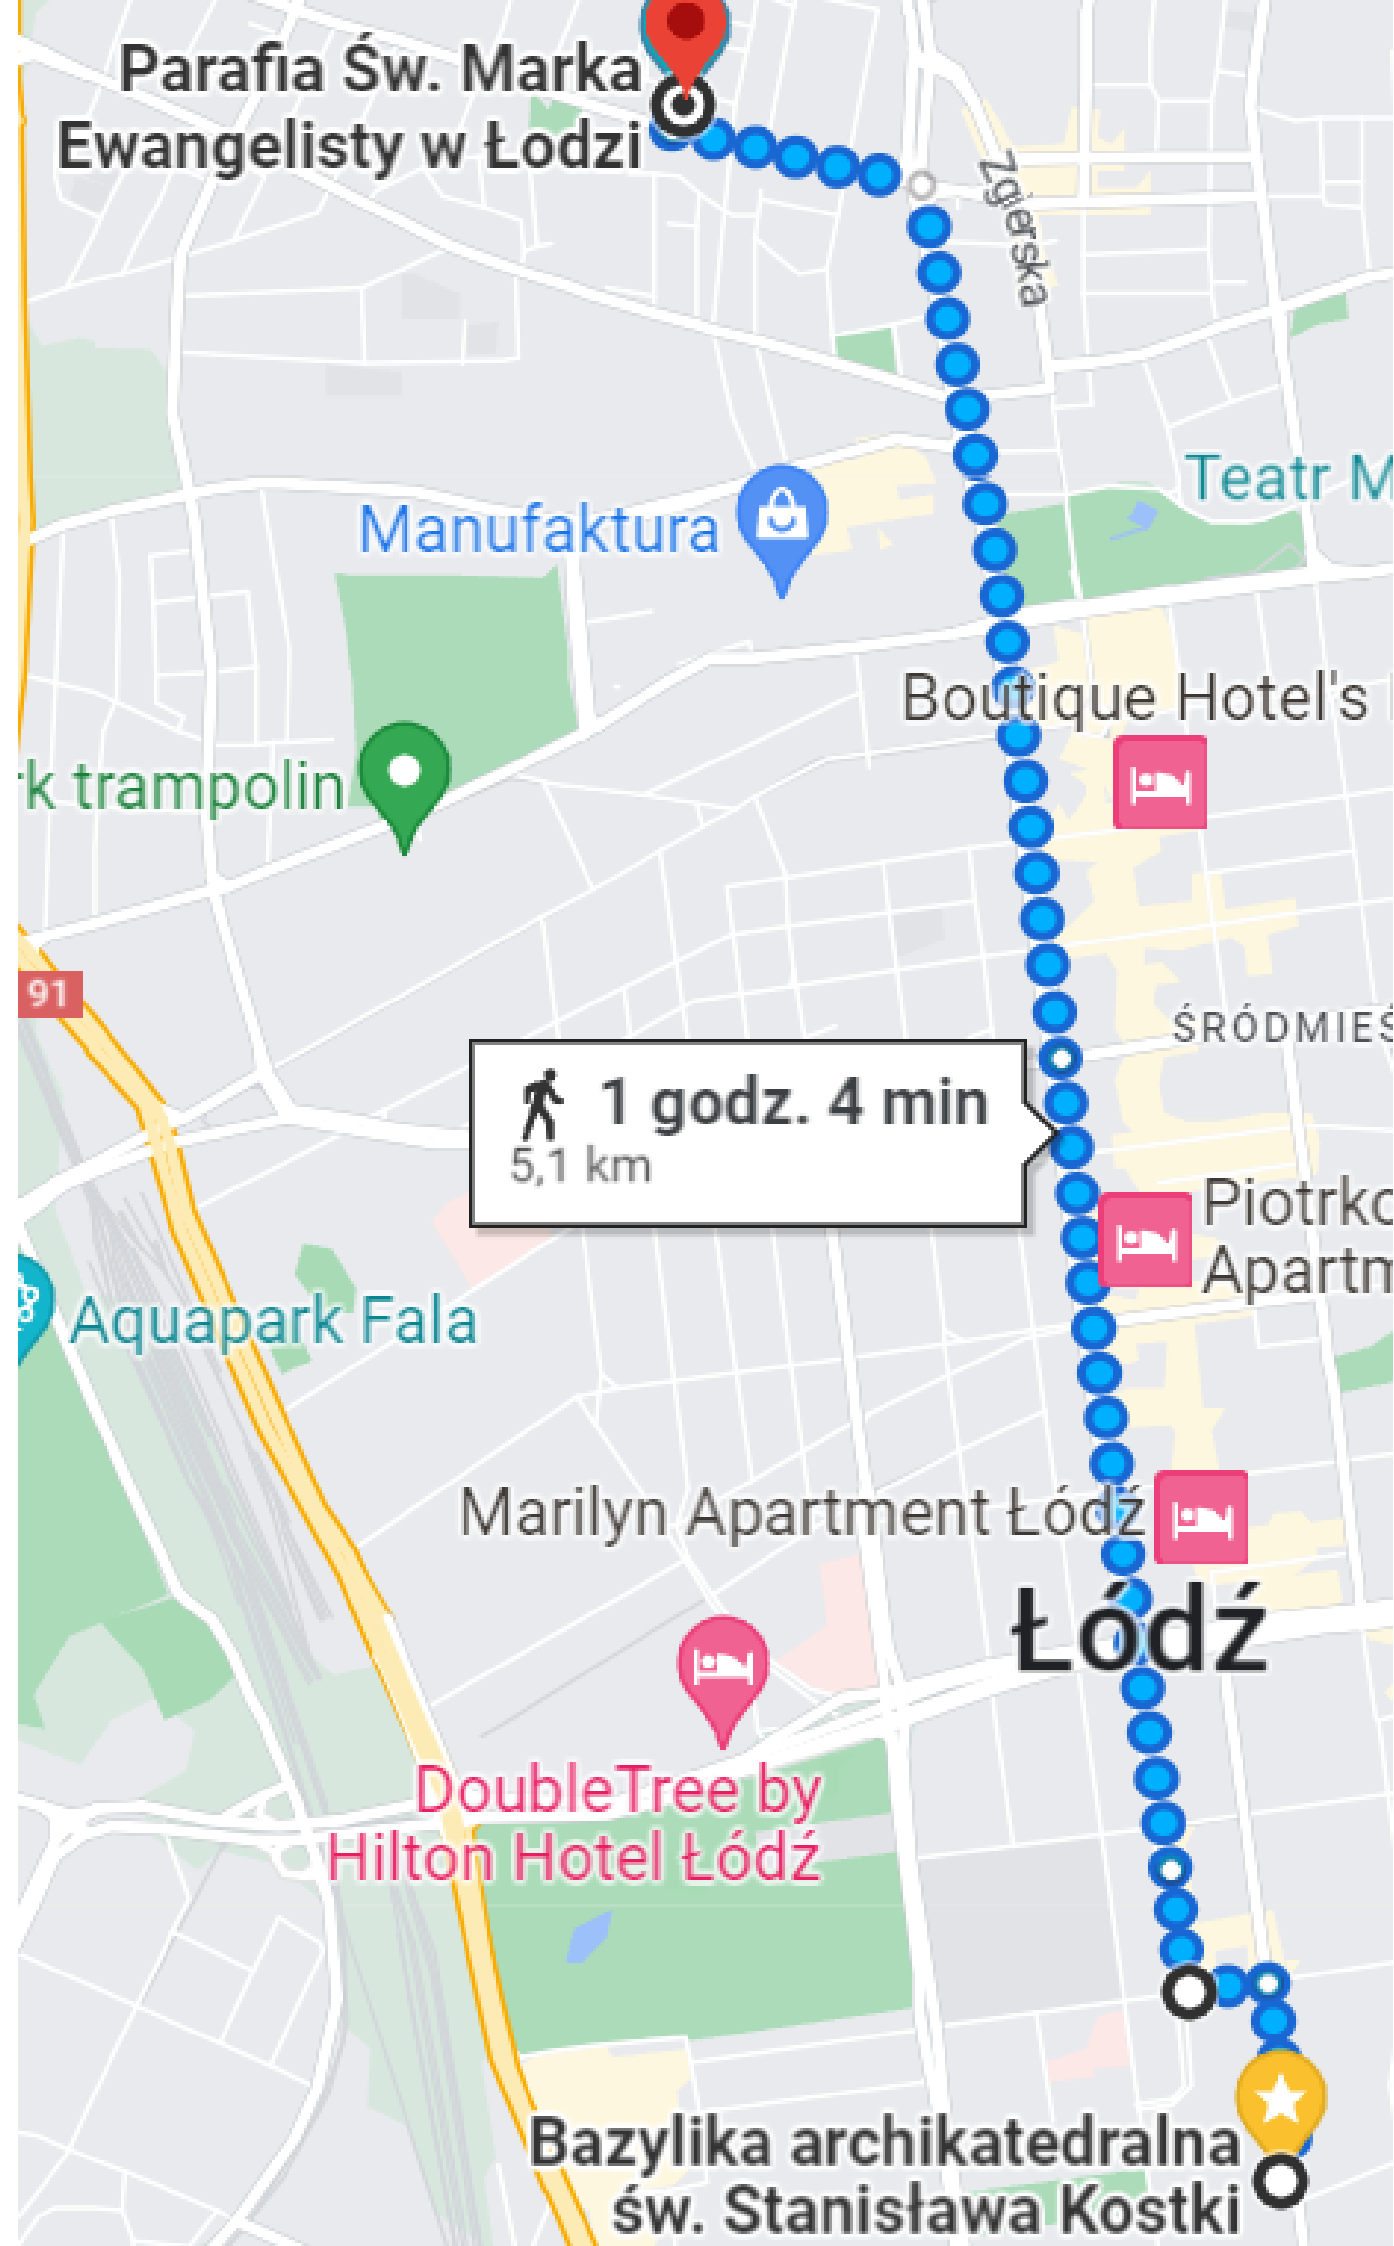 Parafia Św. Marka
Ewangelisty w Łodzi
Zgierska
Teatr M
Manufaktura
Boutique Hotel's
rk trampolin
91
ŚRÓDMIEŚ
1 godz. 4 min
5,1 km
Piotrko
Apartm
Aquapark Fala
Marilyn Apartment Łódź
Łódź
DoubleTree by
Hilton Hotel Łódź
Bazylika archikatedralna
św. Stanisława Kostki